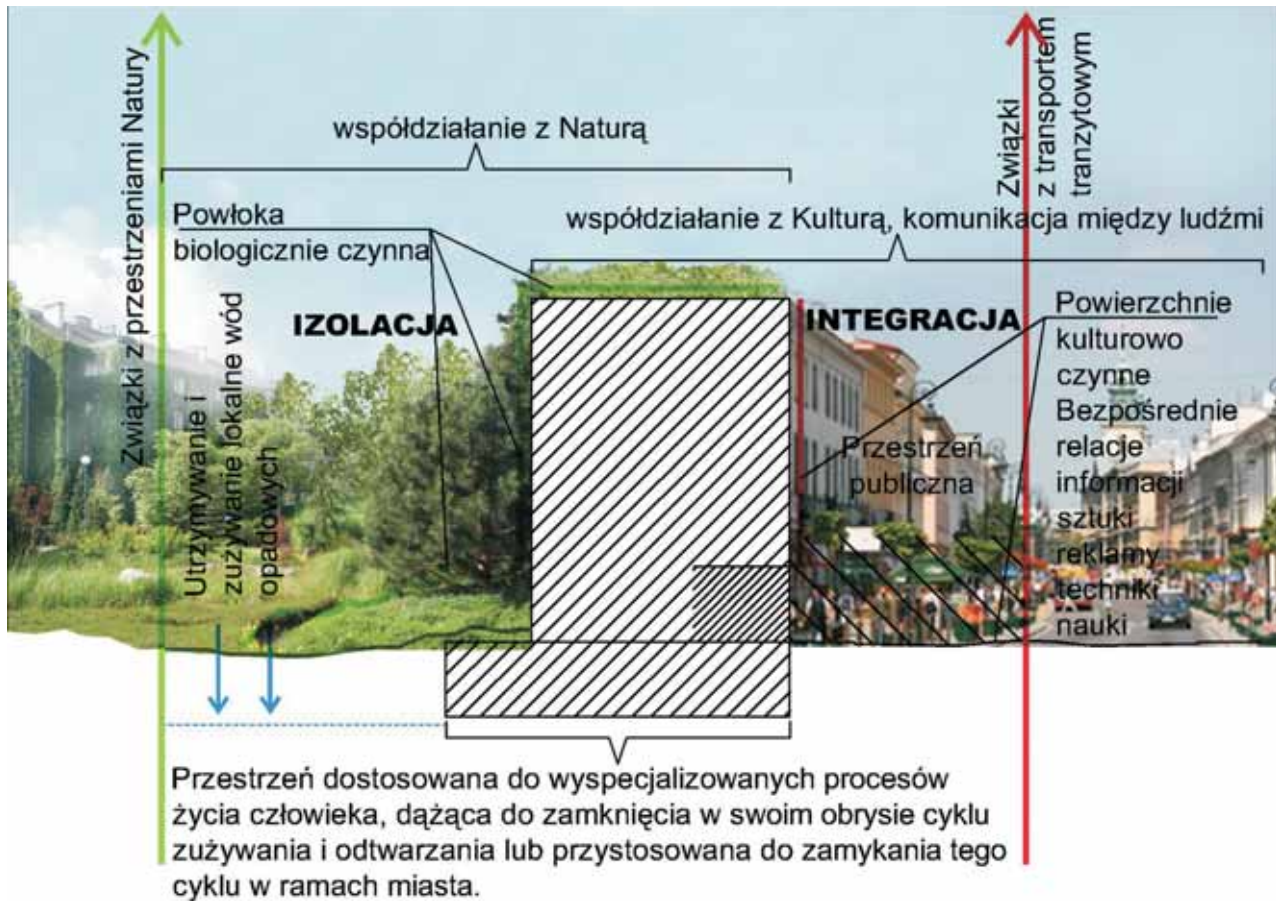 Związki z przestrzeniami Natury
współdziałanie z Naturą
Związki
z transportem
tranzytowym
Powłoka
biologicznie czynna
współdziałanie z Kulturą, komunikacja między ludźmi
IZOLACJA
INTEGRACJA
Utrzymywanie i
zużywanie lokalne wód
opadowych
Przestrzeń
publiczna
Powierzchnie
kulturowo
czynne
Bezpośrednie
relacje
informacji
sztuki
reklamy
techniki
nauki
Przestrzeń dostosowana do wyspecjalizowanych procesów
życia człowieka, dążąca do zamknięcia w swoim obrysie cyklu
zużywania i odtwarzania lub przystosowana do zamykania tego
cyklu w ramach miasta.